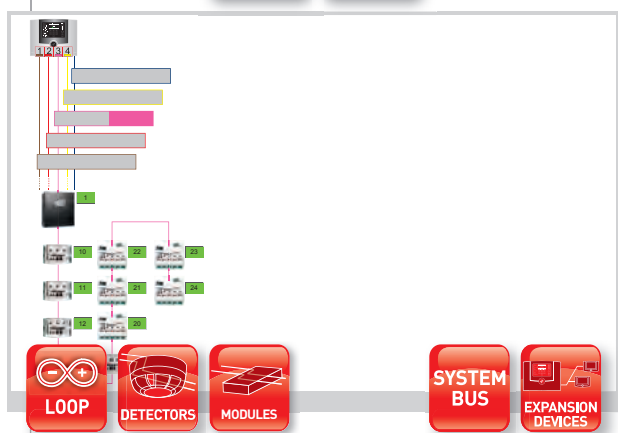 1 2 3 4
1
10 22 23
11 21 24
12 20
LOOP
DETECTORS
MODULES
SYSTEM
BUS
EXPANSION
DEVICES